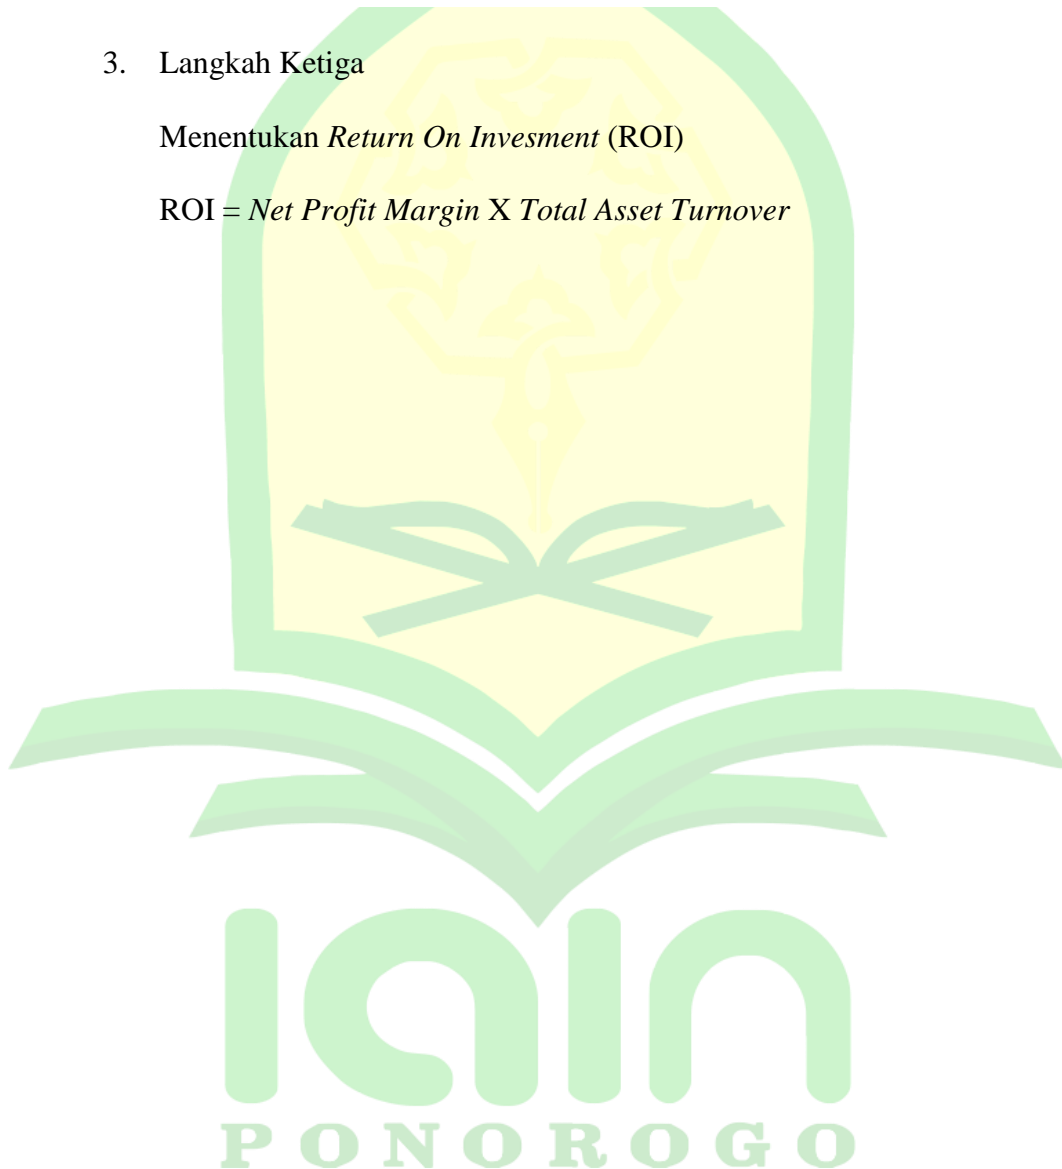 3. Langkah Ketiga
Menentukan Return On Invesment (ROI)
ROI = Net Profit Margin X Total Asset Turnover
iain
PONOROGO